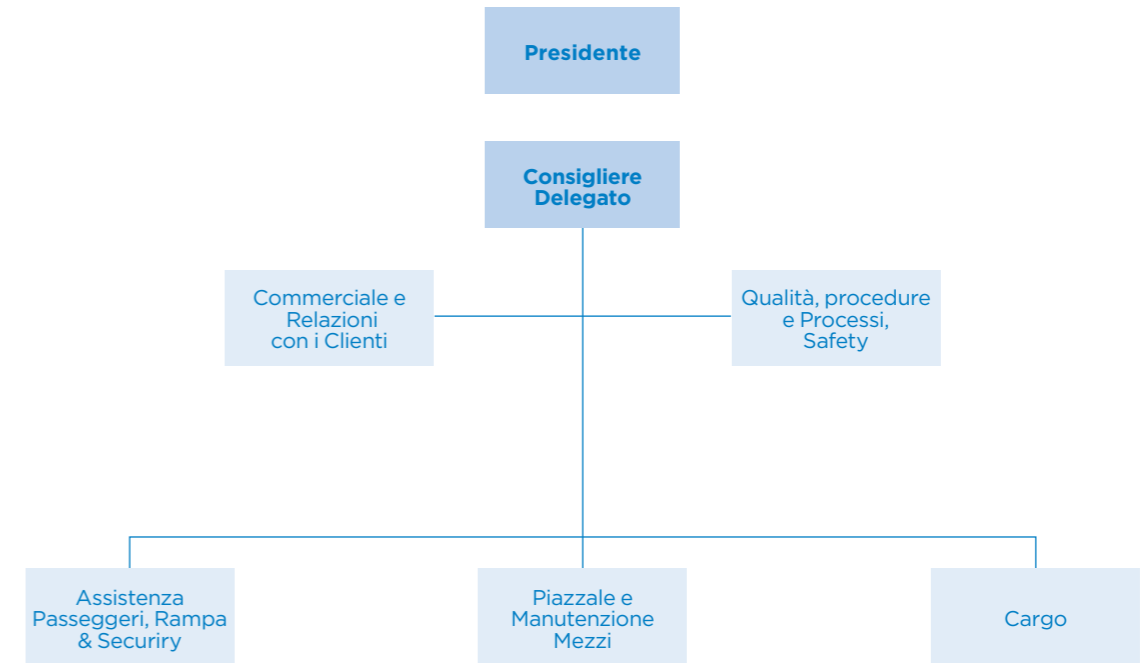 Presidente
Consigliere
Delegato
Commerciale e
Relazioni
con i Clienti
Qualità, procedure
e Processi,
Safety
Assistenza
Passeggeri, Rampa
& Securiry
Piazzale e
Manutenzione
Mezzi
Cargo